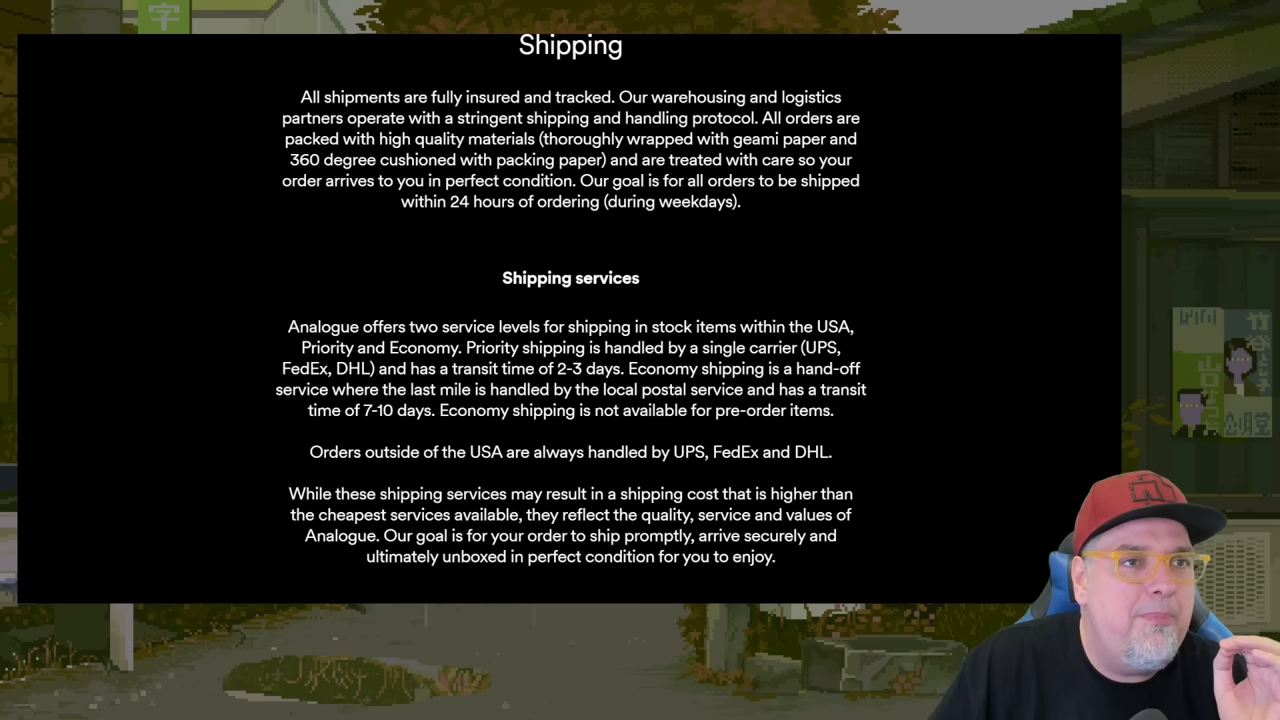 字
Shipping
All shipments are fully insured and tracked. Our warehousing and logistics
partners operate with a stringent shipping and handling protocol. All orders are
packed with high quality materials (thoroughly wrapped with geami paper and
360 degree cushioned with packing paper) and are treated with care so your
order arrives to you in perfect condition. Our goal is for all orders to be shipped
within 24 hours of ordering (during weekdays).
Shipping services
Analogue offers two service levels for shipping in stock items within the USA,
Priority and Economy. Priority shipping is handled by a single carrier (UPS,
FedEx, DHL) and has a transit time of 2-3 days. Economy shipping is a hand-off
service where the last mile is handled by the local postal service and has a transit
time of 7-10 days. Economy shipping is not available for pre-order items.
Orders outside of the USA are always handled by UPS, FedEx and DHL.
While these shipping services may result in a shipping cost that is higher than
the cheapest services available, they reflect the quality, service and values of
Analogue. Our goal is for your order to ship promptly, arrive securely and
ultimately unboxed in perfect condition for you to enjoy.